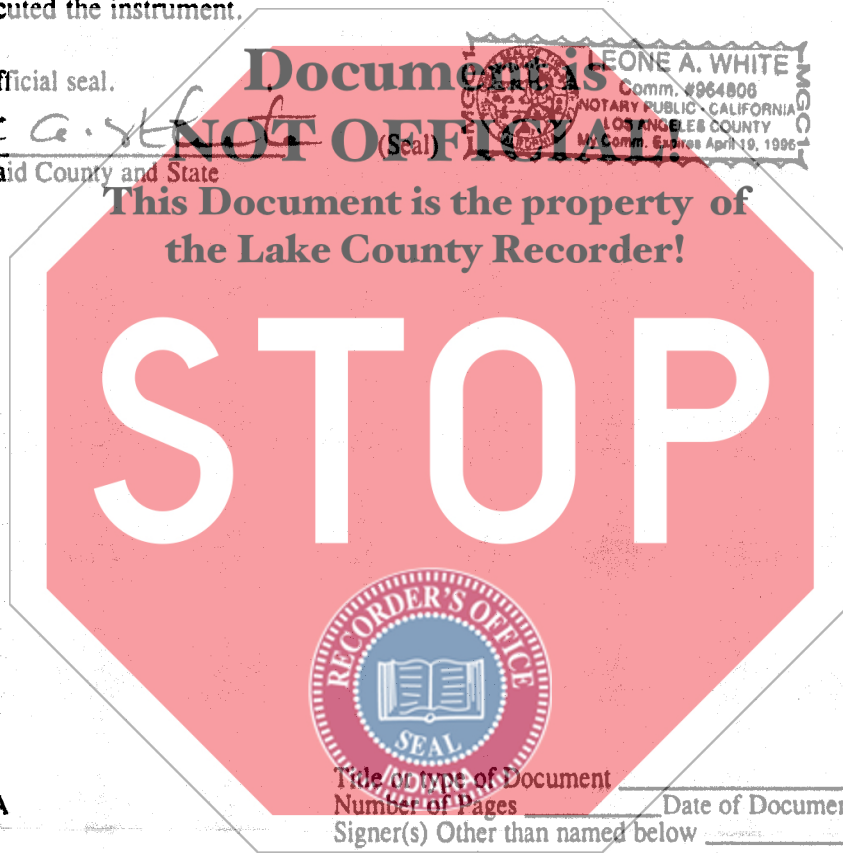 cuted the instrument.
fficial seal.
Document is
NOT OFFICIAL!
(Seal)
LEONE A. WHITE
Comm. #964806
NOTARY PUBLIC - CALIFORNIA
LOS ANGELES COUNTY
My Comm. Expires April 19, 1996
MGC1
MGC1
aid County and State
This Document is the property of
the Lake County Recorder!
STOP
RECORDER'S OFFICE
SEAL
INDIANA
Title or type of Document
Number of Pages
Date of Documen
Signer(s) Other than named below
A